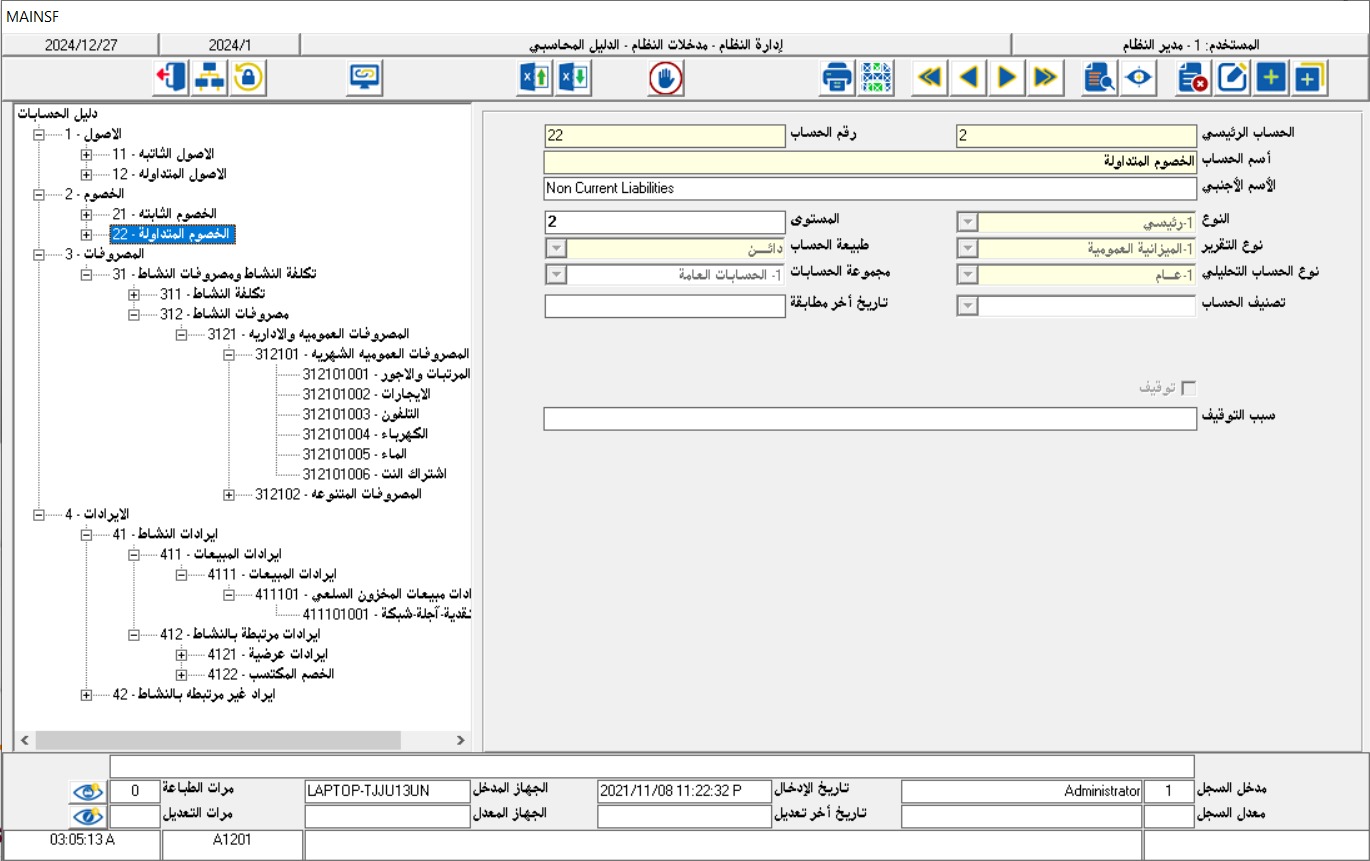 MAINSF
المستخدم: 1 - مدير النظام
إدارة النظام - مدخلات النظام - الدليل المحاسبي
2024/1
2024/12/27
دليل الحسابات
1 - الاصول
11 - الاصول الثاتبه
12 - الاصول المتداوله
2 - الخصوم
21 - الخصوم الثابته
22 - الخصوم المتداولة
3 - المصروفات
31 - تكلفة النشاط ومصروفات النشاط
311 - تكلفة النشاط
312 - مصروفات النشاط
3121 - المصروفات العموميه والاداريه
312101 - المصروفات العموميه الشهريه
312101001 - المرتبات والاجور
312101002 - الايجارات
312101003 - التلفون
312101004 - الكهرباء
312101005 - الماء
312101006 - اشتراك النت
312102 - المصروفات المتنوعه
4 - الايرادات
41 - ايرادات النشاط
411 - ايرادات المبيعات
4111 - ايرادات المبيعات
411101 - ادات مبيعات المخزون السلعي
411101001 - نقدية-آجلة-شبكة
412 - ايرادات مرتبطة بالنشاط
4121 - ايرادات عرضية
4122 - الخصم المكتسب
42 - ايراد غير مرتبطه بالنشاط
الحساب الرئيسي 2 رقم الحساب 22
أسم الحساب الخصوم المتداولة
الأسم الأجنبي Non Current Liabilities
النوع 1-رئيسي المستوى 2
نوع التقرير 1-الميزانية العمومية طبيعة الحساب دائـــن
نوع الحساب التحليلي 1-عــام مجموعة الحسابات 1- الحسابات العامة
تصنيف الحساب تاريخ أخر مطابقة
توقيف
سبب التوقيف
مدخل السجل 1 Administrator تاريخ الإدخال 2021/11/08 11:22:32 P الجهاز المدخل LAPTOP-TJJU13UN مرات الطباعة 0
معدل السجل تاريخ أخر تعديل الجهاز المعدل مرات التعديل
A1201 03:05:13 A